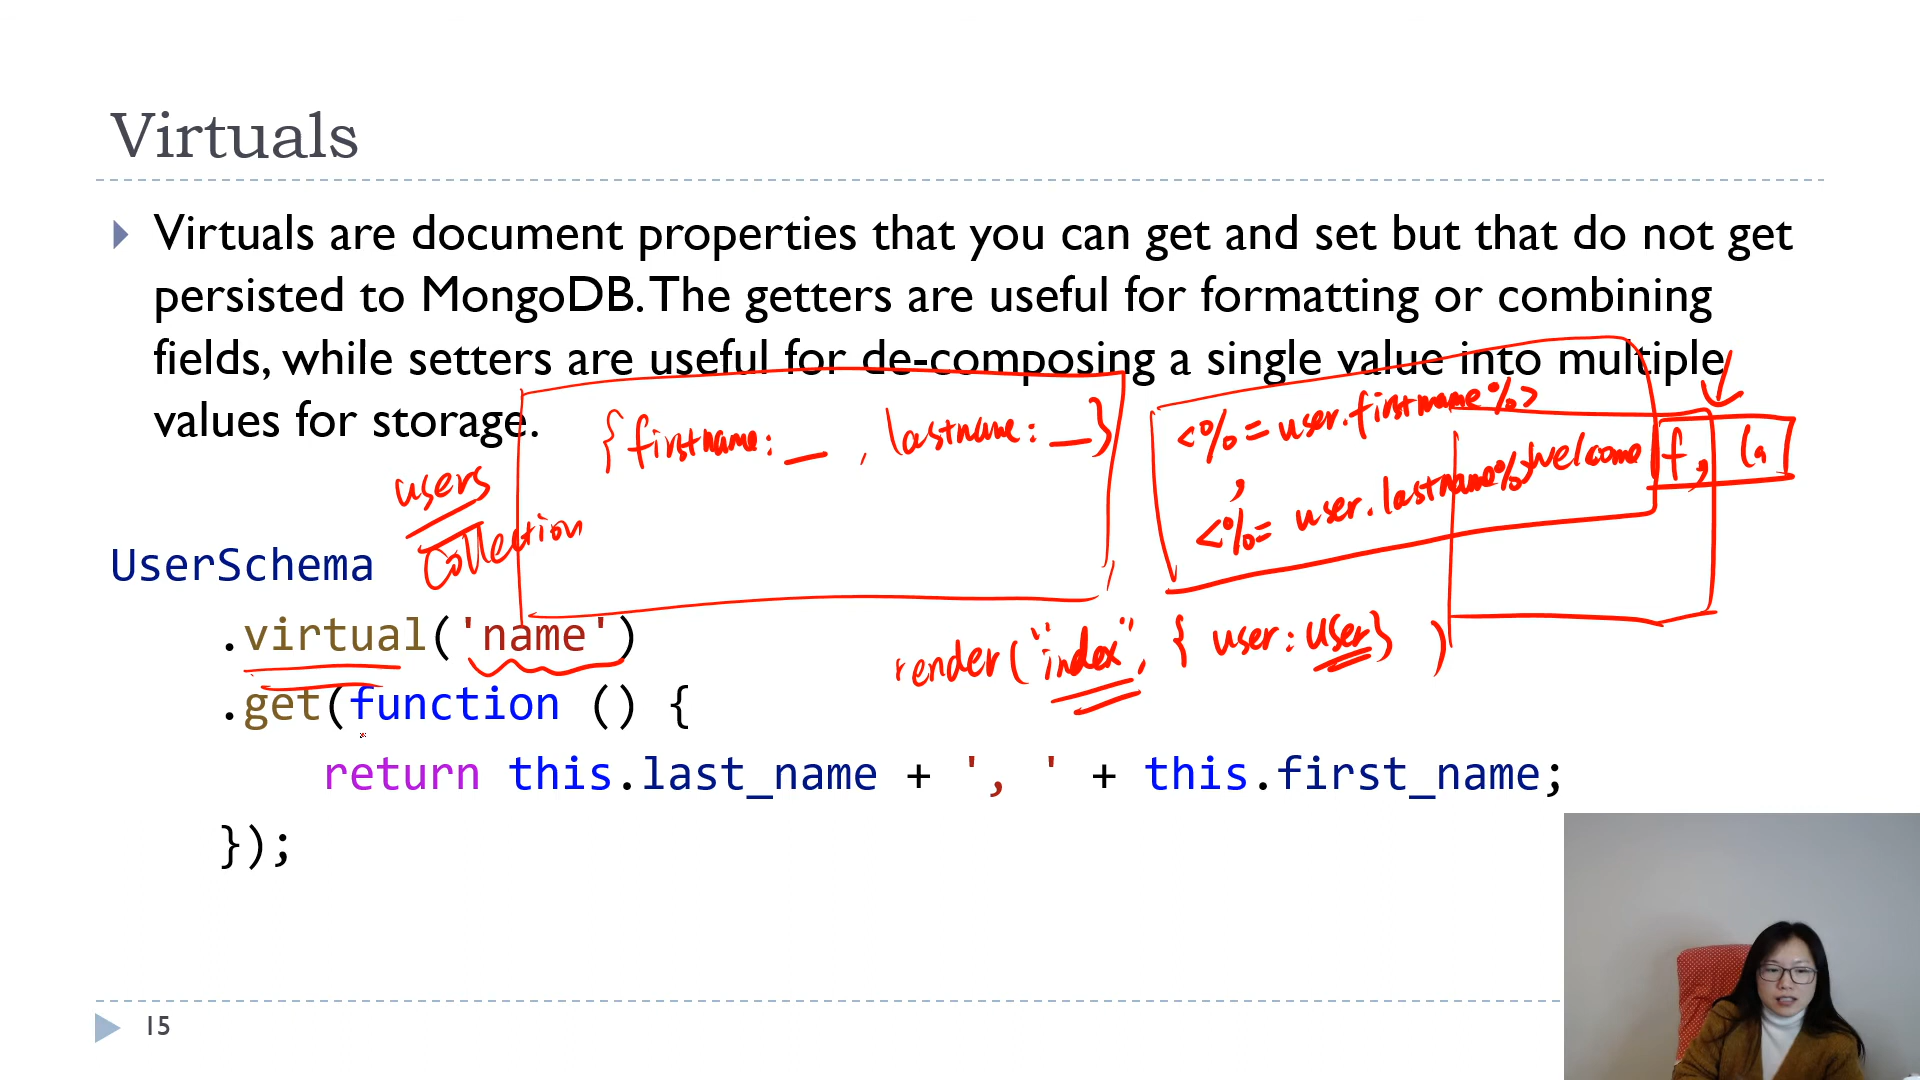 Virtuals
Virtuals are document properties that you can get and set but that do not get
persisted to MongoDB. The getters are useful for formatting or combining
fields, while setters are useful for de-composing a single value into multiple
values for storage.
{firstname: _ , lastname: _}
<%= user.firstname%>
,
<%= user.lastname%>
welcome f, la
users
collection
UserSchema
.virtual('name')
render("index", { user: user} )
.get(function () {
return this.last_name + ', ' + this.first_name;
});
15